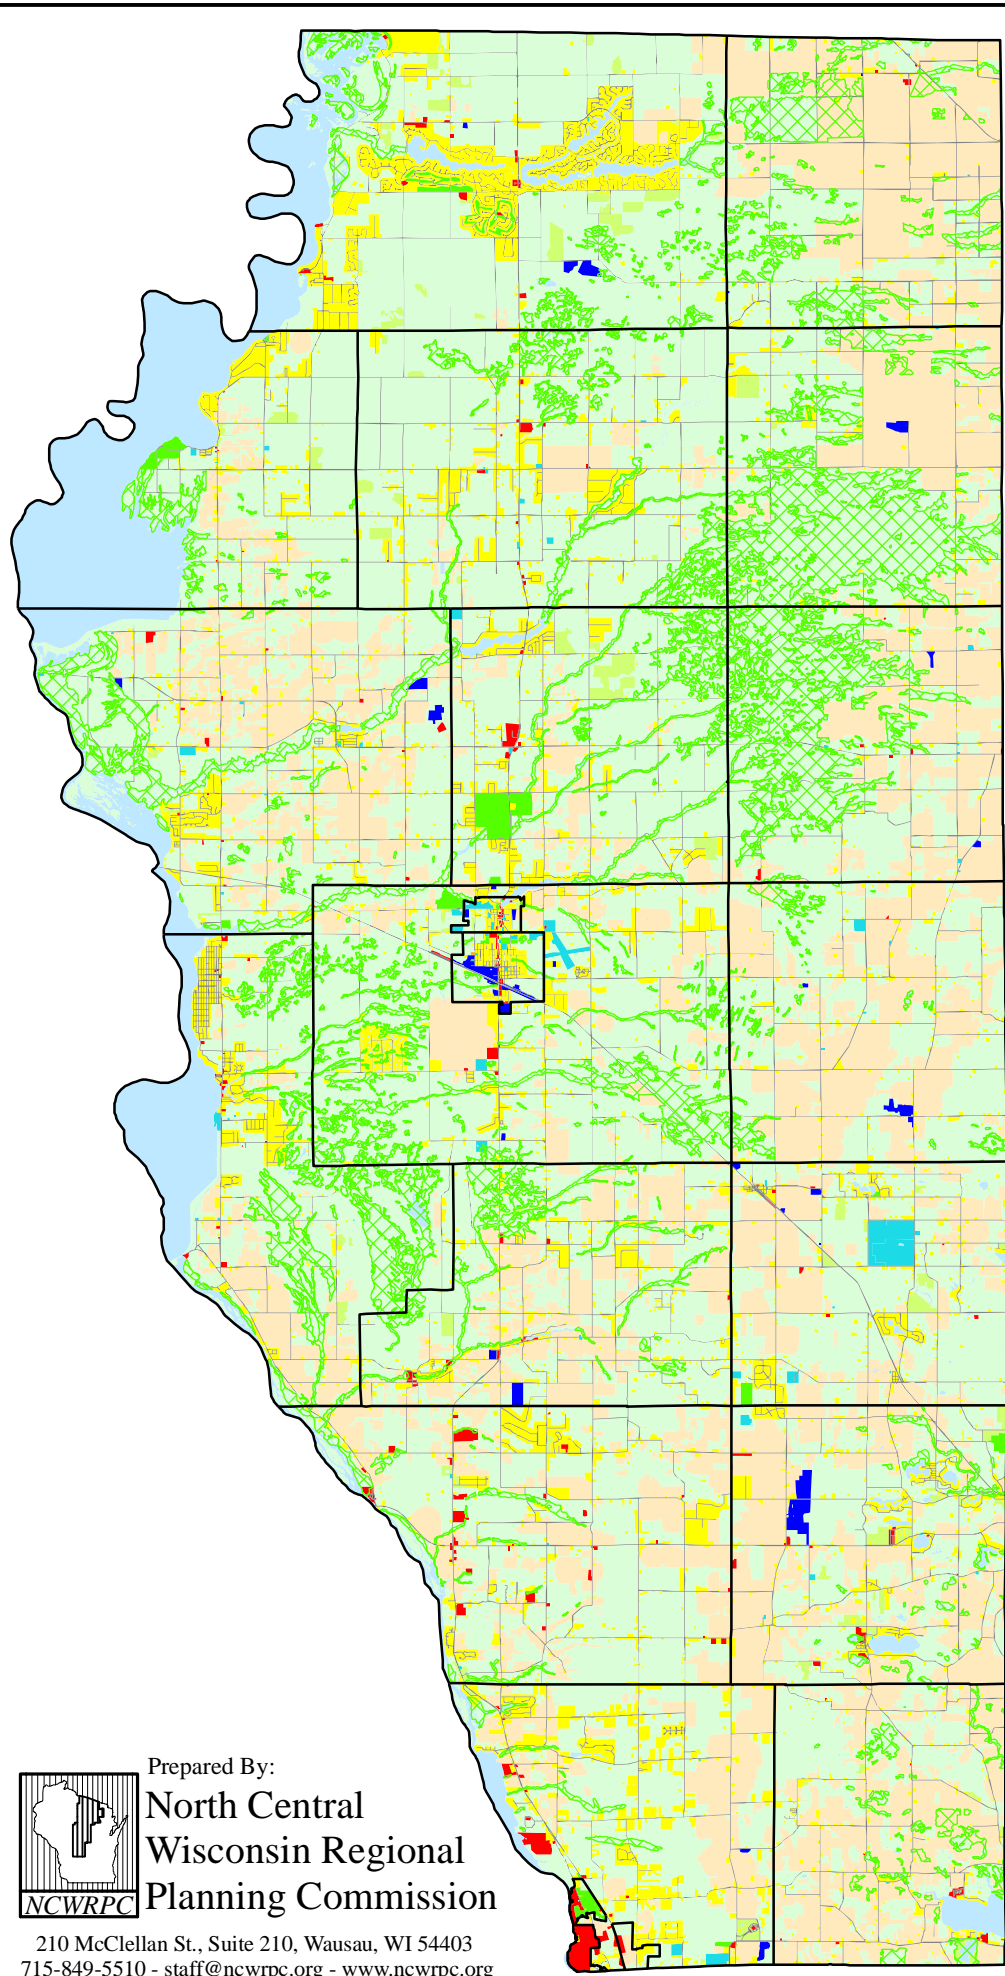 Prepared By:
North Central
Wisconsin Regional
Planning Commission
NCWRPC
210 McClellan St., Suite 210, Wausau, WI 54403
715-849-5510 - staff@ncwrpc.org - www.ncwrpc.org